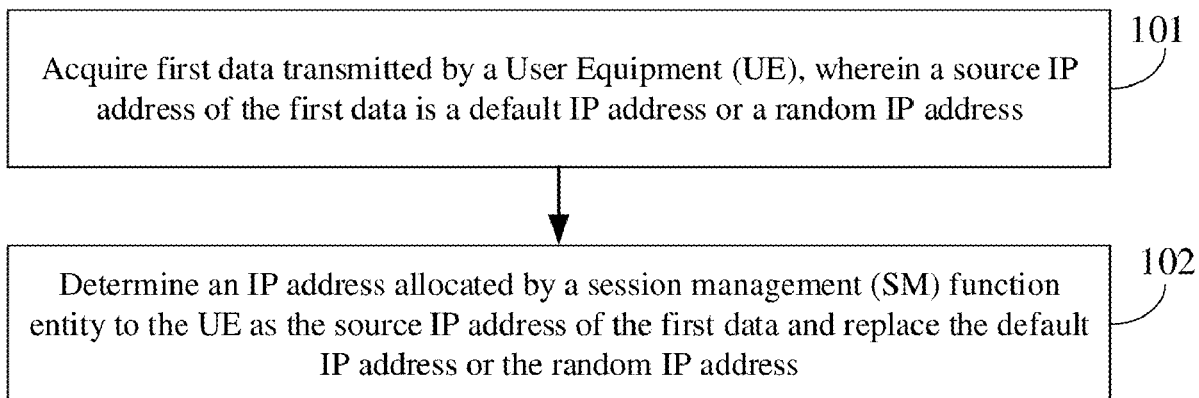 101
Acquire first data transmitted by a User Equipment (UE), wherein a source IP
address of the first data is a default IP address or a random IP address
102
Determine an IP address allocated by a session management (SM) function
entity to the UE as the source IP address of the first data and replace the default
IP address or the random IP address